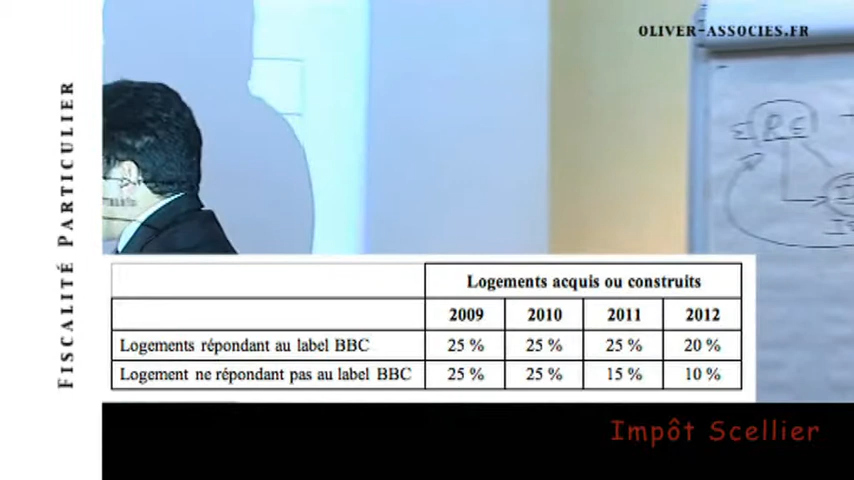 OLIVER-ASSOCIES.FR
FISCALITÉ PARTICULIER
RE
Logements acquis ou construits
2009 2010 2011 2012
Logements répondant au label BBC 25 % 25 % 25 % 20 %
Logement ne répondant pas au label BBC 25 % 25 % 15 % 10 %
Impôt Scellier